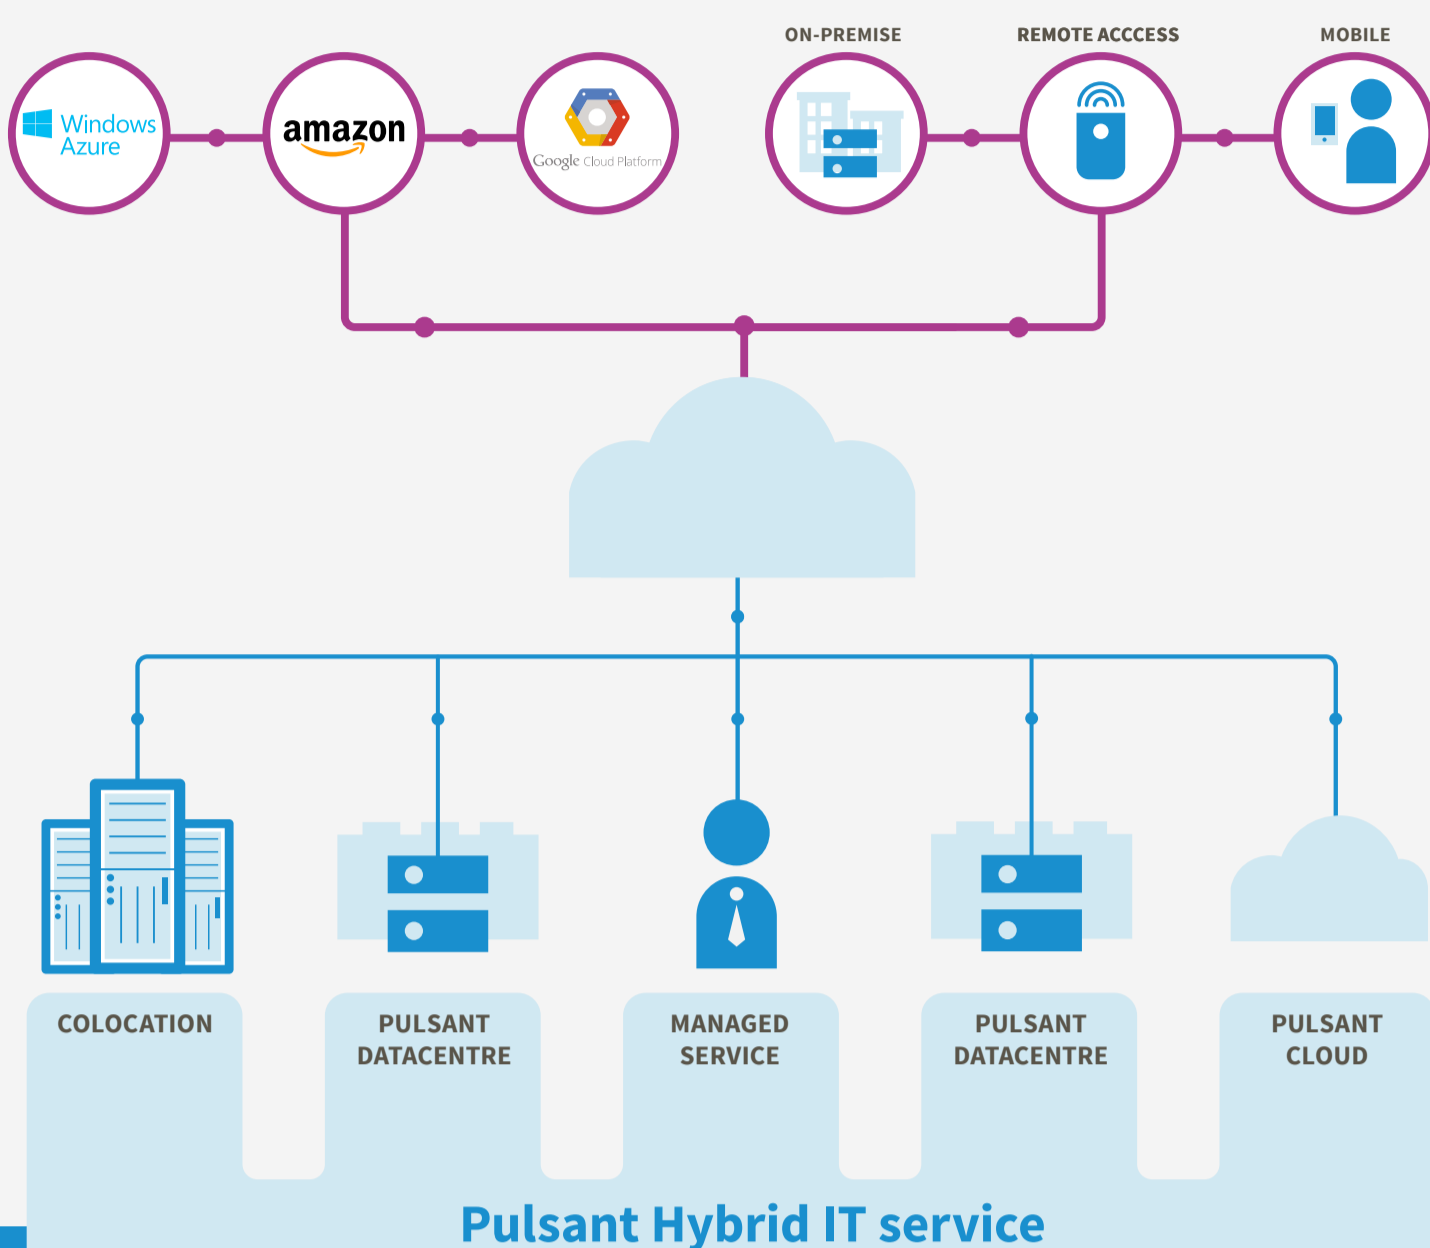 ON-PREMISE
REMOTE ACCCESS
MOBILE
Windows
Azure
amazon
Google Cloud Platform
COLOCATION
PULSANT
DATACENTRE
MANAGED
SERVICE
PULSANT
DATACENTRE
PULSANT
CLOUD
Pulsant Hybrid IT service